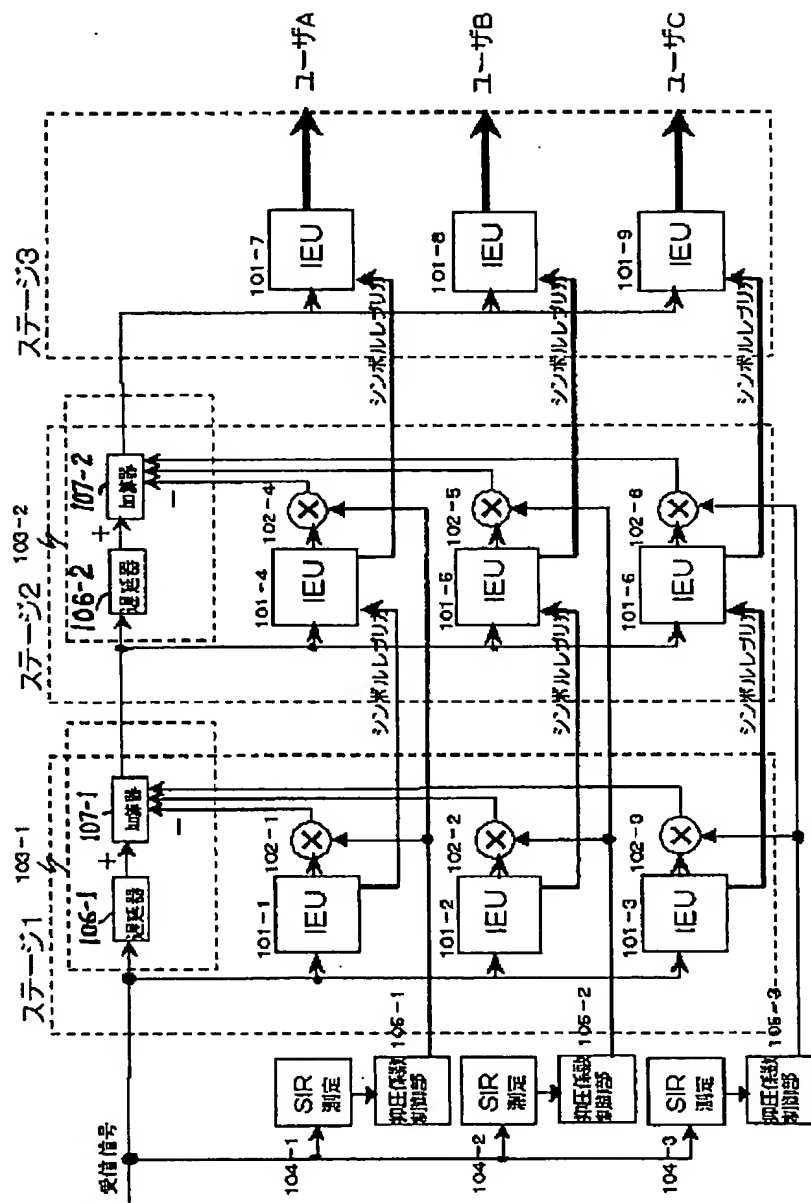 ステージ1
103-1
ステージ2
103-2
ステージ3
受信信号
106-1
遅延器
+
107-1
加算器
-
106-2
遅延器
+
107-2
加算器
-
104-1
SIR
測定
抑圧係数
制御部
105-1
101-1
IEU
102-1
×
シンボルレプリカ
101-4
IEU
102-4
×
シンボルレプリカ
101-7
IEU
ユーザA
104-2
SIR
測定
抑圧係数
制御部
105-2
101-2
IEU
102-2
×
シンボルレプリカ
101-5
IEU
102-5
×
シンボルレプリカ
101-8
IEU
ユーザB
104-3
SIR
測定
抑圧係数
制御部
105-3
101-3
IEU
102-3
×
シンボルレプリカ
101-6
IEU
102-6
×
シンボルレプリカ
101-9
IEU
ユーザC